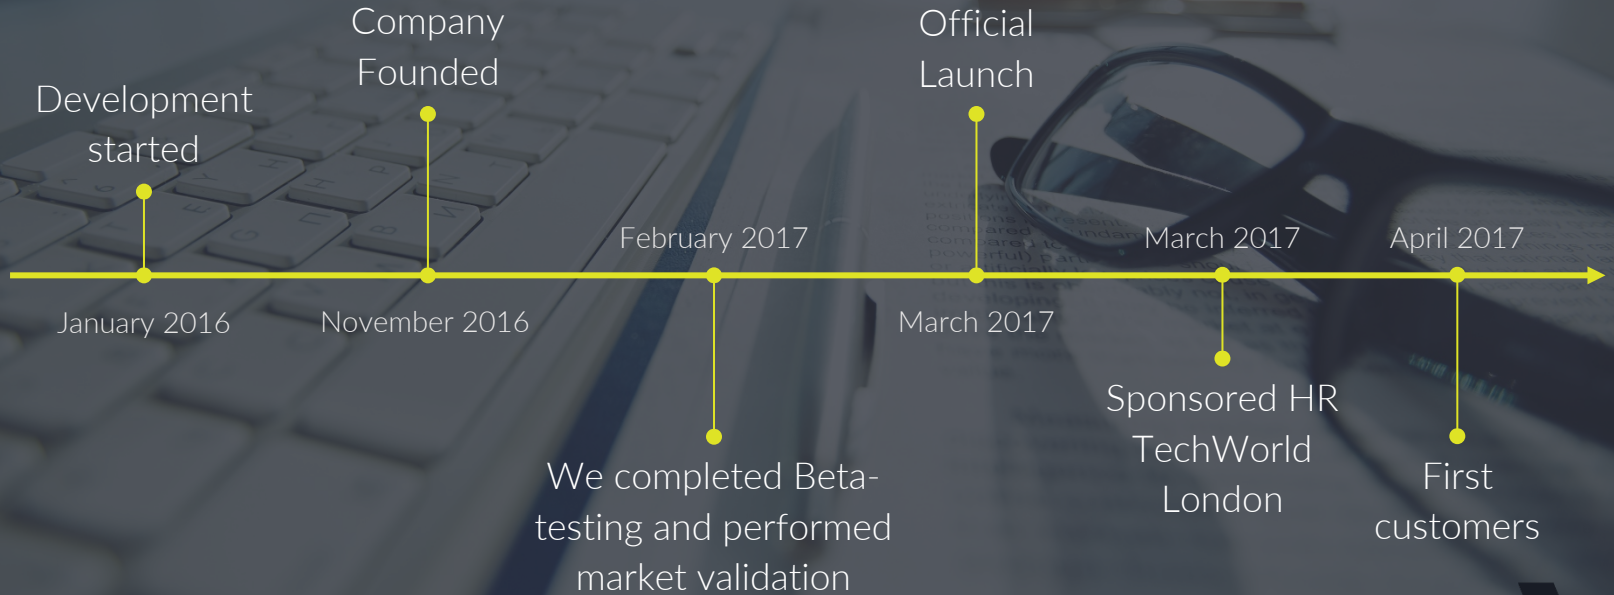 Development
started
January 2016
Company
Founded
November 2016
February 2017
We completed Beta-
testing and performed
market validation
Official
Launch
March 2017
March 2017
Sponsored HR
TechWorld
London
April 2017
First
customers